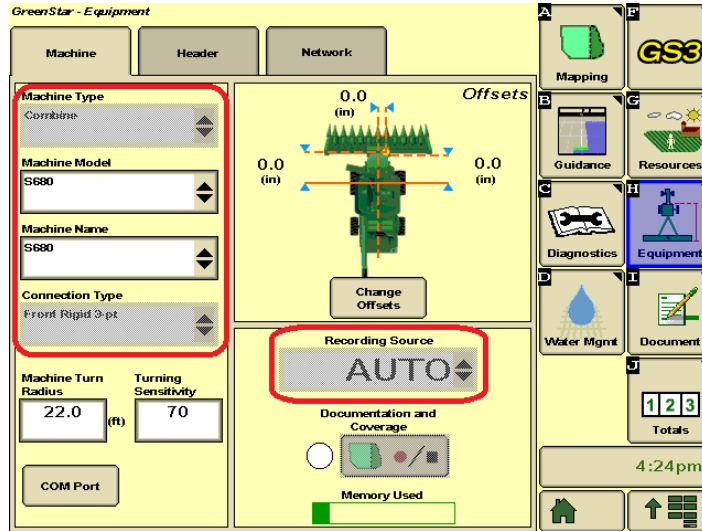 GreenStar - Equipment
Machine
Header
Network
Machine Type
Combine
Machine Model
S680
Machine Name
S680
Connection Type
Front Rigid 3-pt
Machine Turn
Radius
22.0
(ft)
Turning
Sensitivity
70
COM Port
Offsets
0.0
(in)
0.0
(in)
0.0
(in)
Change
Offsets
Recording Source
AUTO
Documentation and
Coverage
Memory Used
A
Mapping
F
GS3
B
Guidance
G
Resources
C
Diagnostics
H
Equipment
D
Water Mgmt
I
Document
J
1 2 3
Totals
4:24pm